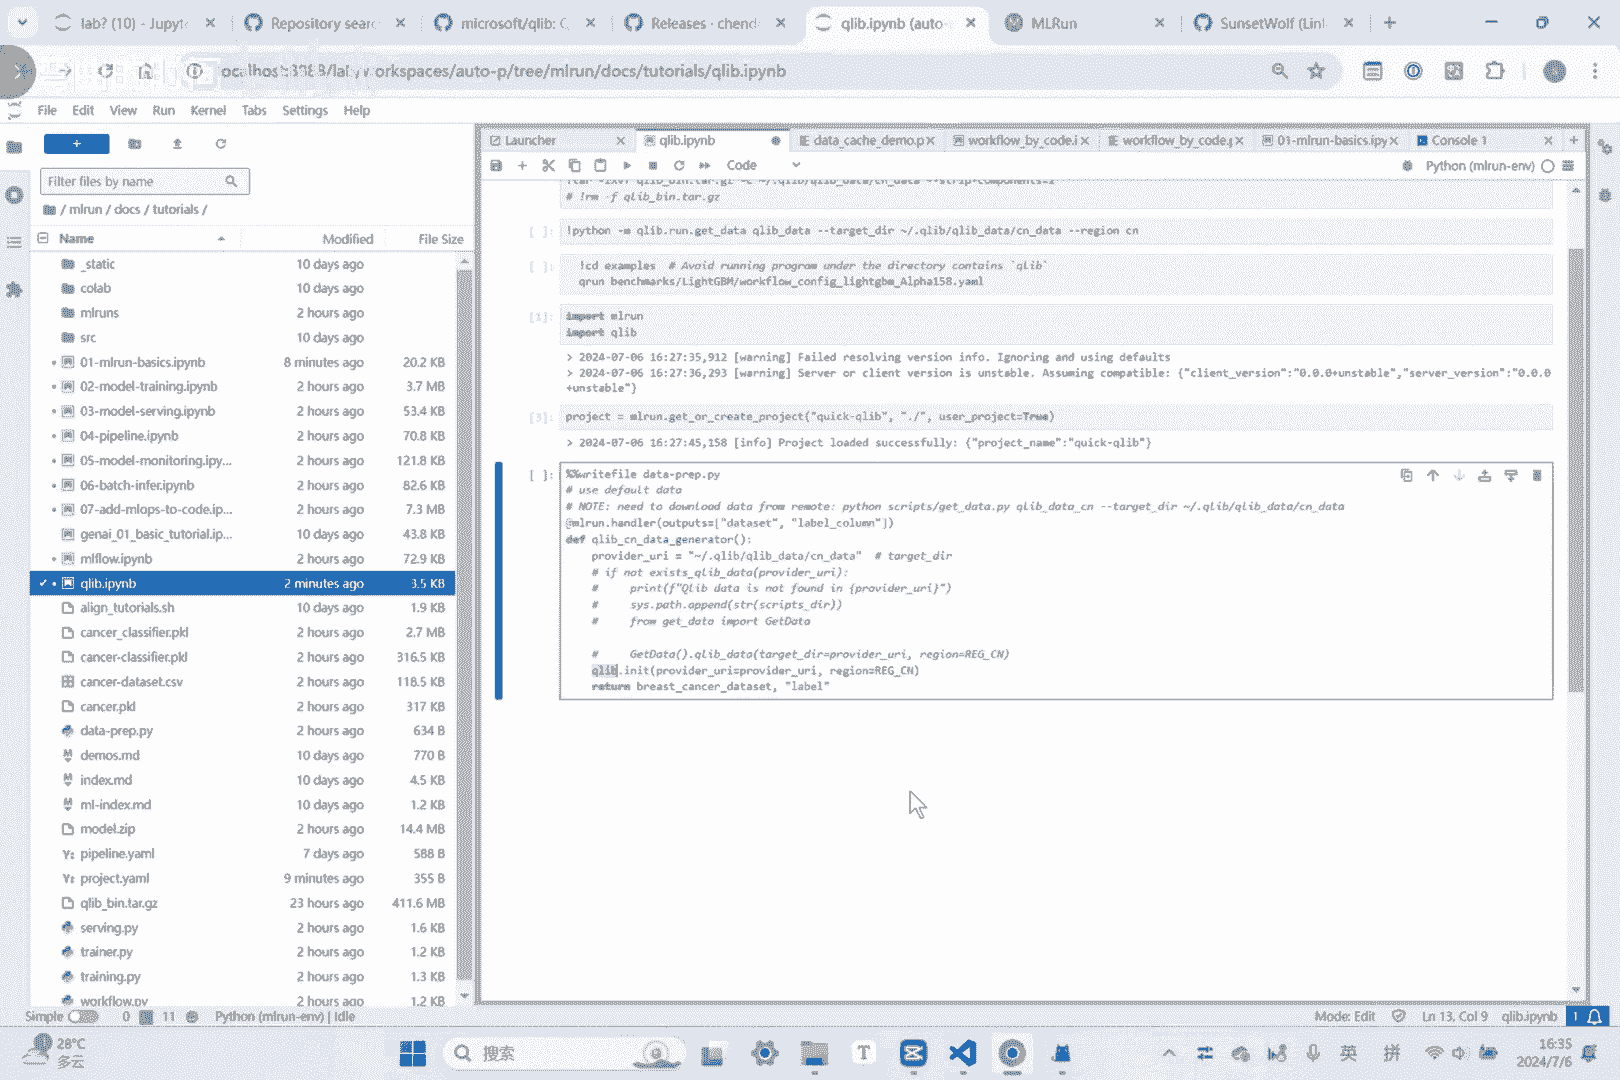 lab? (10) - Jupyte
Repository searc
microsoft/qlib: Q
Releases · chend
qlib.ipynb (auto-
MLRun
SunsetWolf (Linl
ocalhost:3088/lab/workspaces/auto-p/tree/mlrun/docs/tutorials/qlib.ipynb
File Edit View Run Kernel Tabs Settings Help
Launcher
qlib.ipynb
data_cache_demo.p
workflow_by_code.i
workflow_by_code.p
01-mlrun-basics.ipy
Console 1
Code
Python (mlrun-env)
Filter files by name
/ mlrun / docs / tutorials /
Name Modified File Size
_static 10 days ago
colab 10 days ago
mlruns 2 hours ago
src 10 days ago
01-mlrun-basics.ipynb 8 minutes ago 20.2 KB
02-model-training.ipynb 2 hours ago 3.7 MB
03-model-serving.ipynb 2 hours ago 53.4 KB
04-pipeline.ipynb 2 hours ago 70.8 KB
05-model-monitoring.ipy... 2 hours ago 121.8 KB
06-batch-infer.ipynb 2 hours ago 82.6 KB
07-add-mlops-to-code.ip... 2 hours ago 7.3 MB
genai_01_basic_tutorial.ip... 10 days ago 43.8 KB
mlflow.ipynb 2 hours ago 72.9 KB
qlib.ipynb 2 minutes ago 3.5 KB
align_tutorials.sh 10 days ago 1.9 KB
cancer_classifier.pkl 2 hours ago 2.7 MB
cancer-classifier.pkl 2 hours ago 316.5 KB
cancer-dataset.csv 2 hours ago 118.5 KB
cancer.pkl 2 hours ago 317 KB
data-prep.py 2 hours ago 634 B
demos.md 10 days ago 770 B
index.md 10 days ago 4.5 KB
ml-index.md 10 days ago 1.2 KB
model.zip 2 hours ago 14.4 MB
pipeline.yaml 7 days ago 588 B
project.yaml 9 minutes ago 355 B
qlib_bin.tar.gz 23 hours ago 411.6 MB
serving.py 2 hours ago 1.6 KB
trainer.py 2 hours ago 1.2 KB
training.py 2 hours ago 1.3 KB
workflow.py 2 hours ago 1.2 KB
!tar -zxvf qlib_bin.tar.gz -C ~/.qlib/qlib_data/cn_data --strip-components=2
# !rm -f qlib_bin.tar.gz
[ ]: !python -m qlib.run.get_data qlib_data --target_dir ~/.qlib/qlib_data/cn_data --region cn
[ ]: !cd examples # Avoid running program under the directory contains `qlib`
qrun benchmarks/LightGBM/workflow_config_lightgbm_Alpha158.yaml
[1]: import mlrun
import qlib
> 2024-07-06 16:27:35,912 [warning] Failed resolving version info. Ignoring and using defaults
> 2024-07-06 16:27:36,293 [warning] Server or client version is unstable. Assuming compatible: {"client_version":"0.0.0+unstable","server_version":"0.0.0
+unstable"}
[3]: project = mlrun.get_or_create_project("quick-qlib", "./", user_project=True)
> 2024-07-06 16:27:45,158 [info] Project loaded successfully: {"project_name":"quick-qlib"}
[ ]: %%writefile data-prep.py
# use default data
# NOTE: need to download data from remote: python scripts/get_data.py qlib_data_cn --target_dir ~/.qlib/qlib_data/cn_data
@mlrun.handler(outputs=["dataset", "label_column"])
def qlib_cn_data_generator():
provider_uri = "~/.qlib/qlib_data/cn_data" # target_dir
# if not exists_qlib_data(provider_uri):
# print(f"Qlib data is not found in {provider_uri}")
# sys.path.append(str(scripts_dir))
# from get_data import GetData
# GetData().qlib_data(target_dir=provider_uri, region=REG_CN)
qlib.init(provider_uri=provider_uri, region=REG_CN)
return breast_cancer_dataset, "label"
Simple 0 11 Python (mlrun-env) | Idle
Mode: Edit Ln 13, Col 9 qlib.ipynb 1
28°C
多云
搜索
英 拼
16:35
2024/7/6